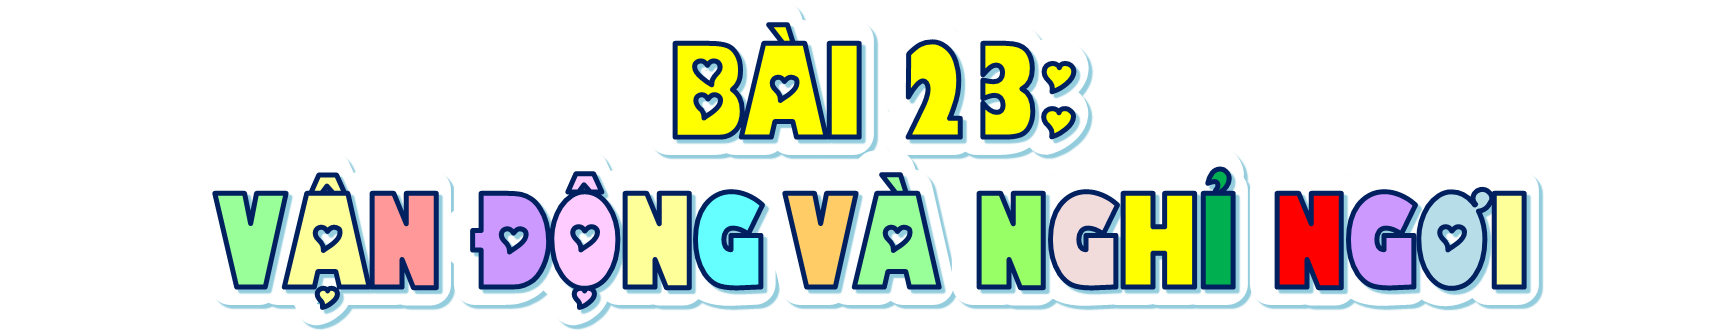 BÀI 23:
VẬN ĐỘNG VÀ NGHỈ NGƠI